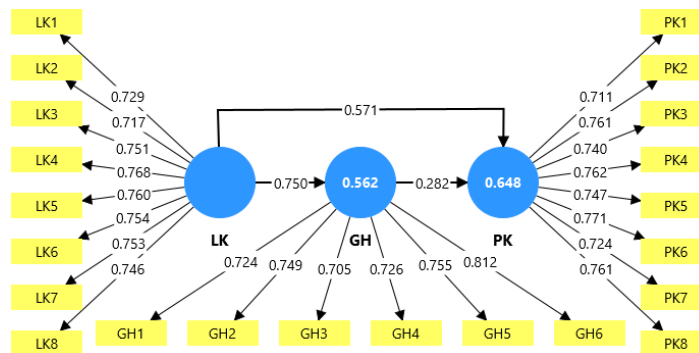 LK1
LK2
LK3
LK4
LK5
LK6
LK7
LK8
0.729
0.717
0.751
0.768
0.760
0.754
0.753
0.746
LK
0.571
0.750
0.562
GH
0.282
0.648
PK
0.724
0.749
0.705
0.726
0.755
0.812
GH1
GH2
GH3
GH4
GH5
GH6
0.711
0.761
0.740
0.762
0.747
0.771
0.724
0.761
PK1
PK2
PK3
PK4
PK5
PK6
PK7
PK8